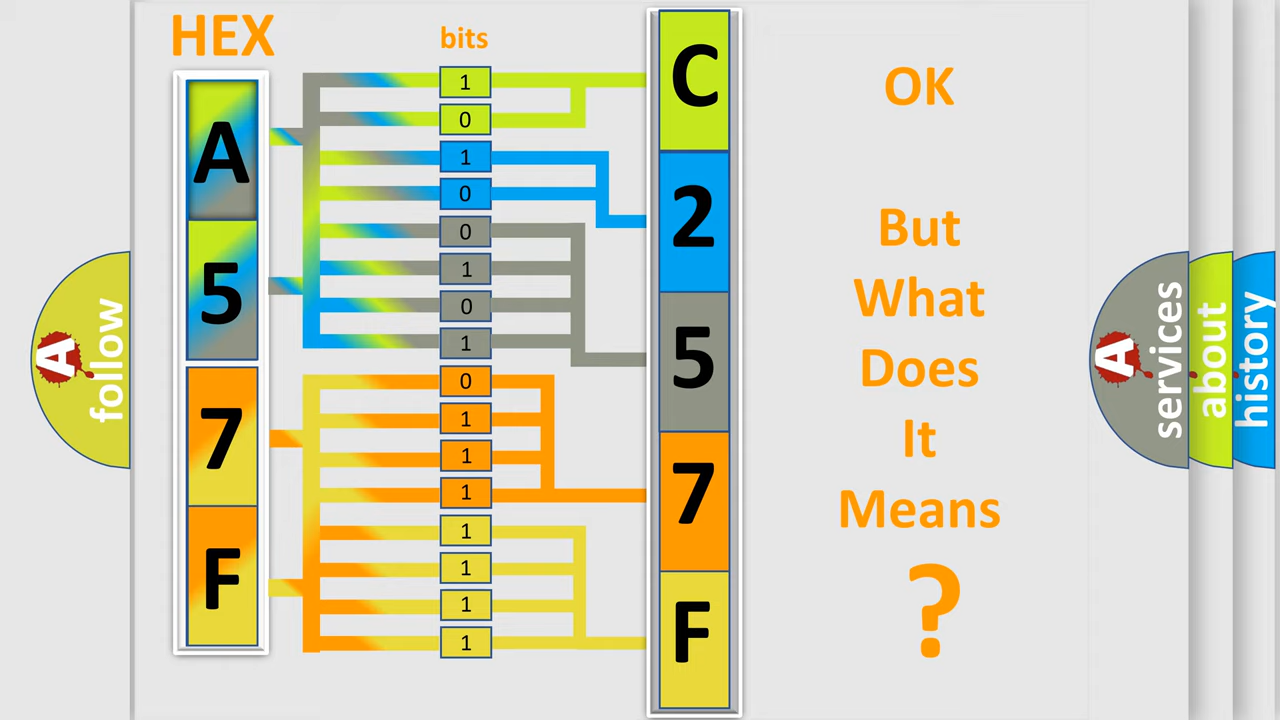 HEX
bits
A
5
7
F
1
0
1
0
0
1
0
1
0
1
1
1
1
1
1
1
C
2
5
7
F
OK
But
What
Does
It
Means
?
A follow
A services
about
history